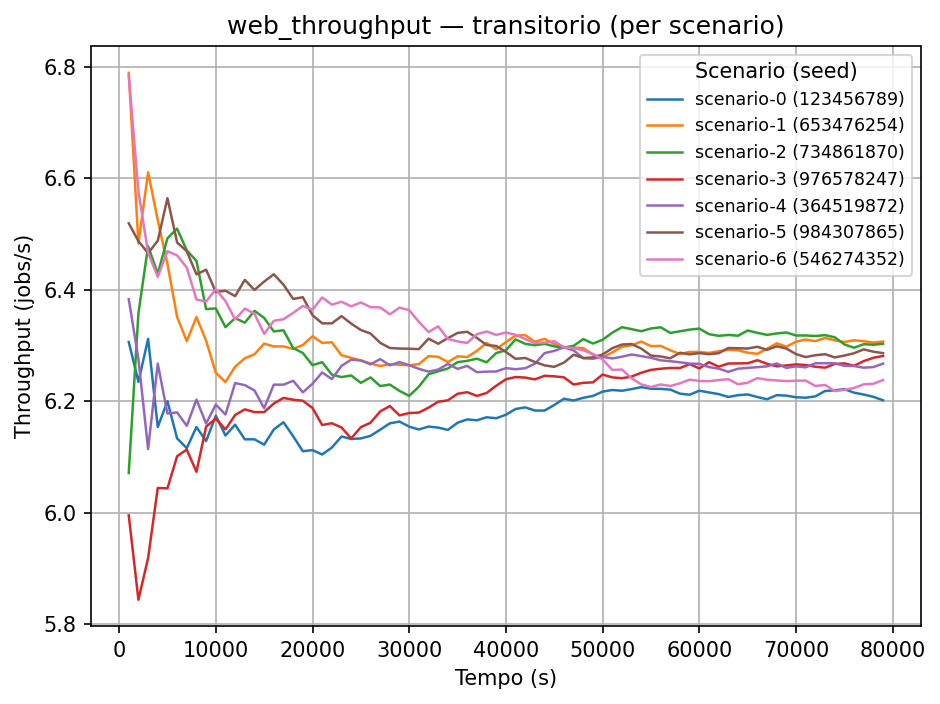 web_throughput — transitorio (per scenario)
Throughput (jobs/s)
6.8
6.6
6.4
6.2
6.0
5.8
Scenario (seed)
scenario-0 (123456789)
scenario-1 (653476254)
scenario-2 (734861870)
scenario-3 (976578247)
scenario-4 (364519872)
scenario-5 (984307865)
scenario-6 (546274352)
0 10000 20000 30000 40000 50000 60000 70000 80000
Tempo (s)